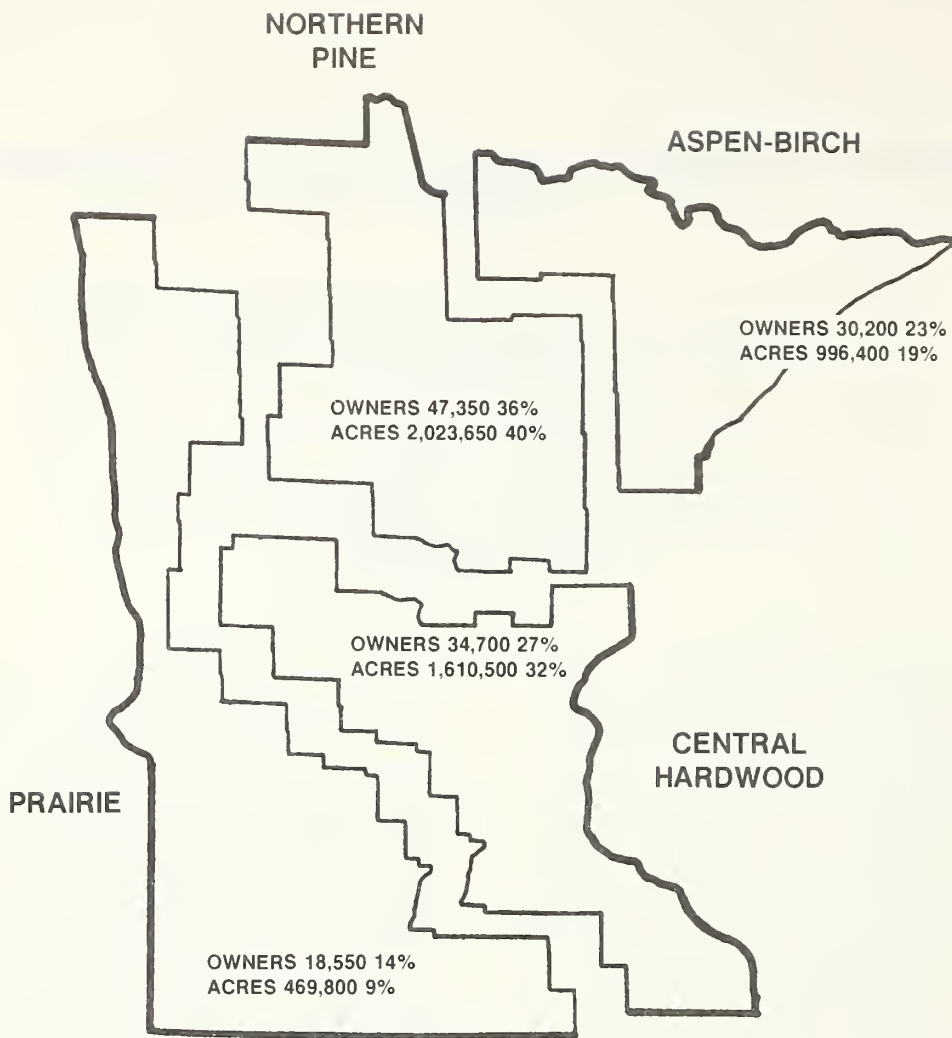 NORTHERN
PINE
ASPEN-BIRCH
OWNERS 30,200 23%
ACRES 996,400 19%
OWNERS 47,350 36%
ACRES 2,023,650 40%
OWNERS 34,700 27%
ACRES 1,610,500 32%
CENTRAL
HARDWOOD
PRAIRIE
OWNERS 18,550 14%
ACRES 469,800 9%